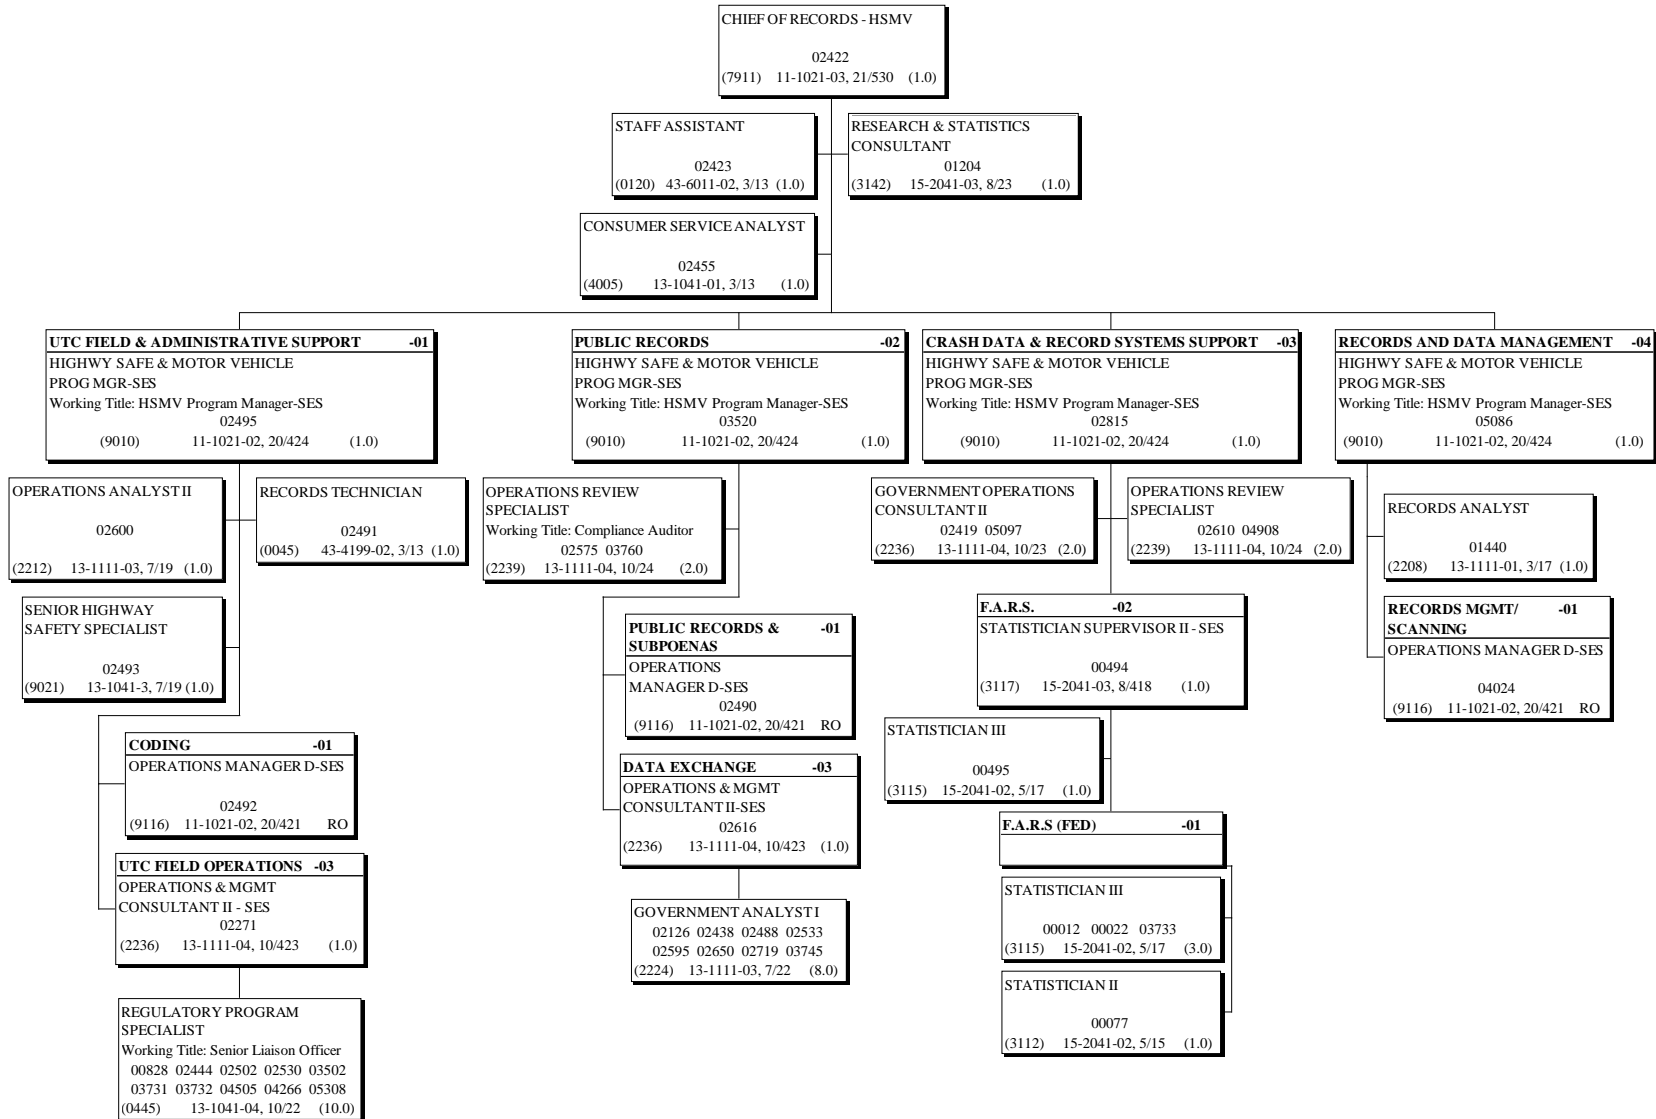 CHIEF OF RECORDS - HSMV
02422
(7911) 11-1021-03, 21/530 (1.0)
STAFF ASSISTANT
02423
(0120) 43-6011-02, 3/13 (1.0)
RESEARCH & STATISTICS
CONSULTANT
01204
(3142) 15-2041-03, 8/23 (1.0)
CONSUMER SERVICE ANALYST
02455
(4005) 13-1041-01, 3/13 (1.0)
UTC FIELD & ADMINISTRATIVE SUPPORT -01
HIGHWY SAFE & MOTOR VEHICLE
PROG MGR-SES
Working Title: HSMV Program Manager-SES
02495
(9010) 11-1021-02, 20/424 (1.0)
OPERATIONS ANALYST II
02600
(2212) 13-1111-03, 7/19 (1.0)
RECORDS TECHNICIAN
02491
(0045) 43-4199-02, 3/13 (1.0)
SENIOR HIGHWAY
SAFETY SPECIALIST
02493
(9021) 13-1041-3, 7/19 (1.0)
CODING -01
OPERATIONS MANAGER D-SES
02492
(9116) 11-1021-02, 20/421 RO
UTC FIELD OPERATIONS -03
OPERATIONS & MGMT
CONSULTANT II - SES
02271
(2236) 13-1111-04, 10/423 (1.0)
REGULATORY PROGRAM
SPECIALIST
Working Title: Senior Liaison Officer
00828 02444 02502 02530 03502
03731 03732 04505 04266 05308
(0445) 13-1041-04, 10/22 (10.0)
PUBLIC RECORDS -02
HIGHWY SAFE & MOTOR VEHICLE
PROG MGR-SES
Working Title: HSMV Program Manager-SES
03520
(9010) 11-1021-02, 20/424 (1.0)
OPERATIONS REVIEW
SPECIALIST
Working Title: Compliance Auditor
02575 03760
(2239) 13-1111-04, 10/24 (2.0)
PUBLIC RECORDS & -01
SUBPOENAS
OPERATIONS
MANAGER D-SES
02490
(9116) 11-1021-02, 20/421 RO
DATA EXCHANGE -03
OPERATIONS & MGMT
CONSULTANT II-SES
02616
(2236) 13-1111-04, 10/423 (1.0)
GOVERNMENT ANALYST I
02126 02438 02488 02533
02595 02650 02719 03745
(2224) 13-1111-03, 7/22 (8.0)
CRASH DATA & RECORD SYSTEMS SUPPORT -03
HIGHWY SAFE & MOTOR VEHICLE
PROG MGR-SES
Working Title: HSMV Program Manager-SES
02815
(9010) 11-1021-02, 20/424 (1.0)
GOVERNMENT OPERATIONS
CONSULTANT II
02419 05097
(2236) 13-1111-04, 10/23 (2.0)
OPERATIONS REVIEW
SPECIALIST
02610 04908
(2239) 13-1111-04, 10/24 (2.0)
F.A.R.S. -02
STATISTICIAN SUPERVISOR II - SES
00494
(3117) 15-2041-03, 8/418 (1.0)
STATISTICIAN III
00495
(3115) 15-2041-02, 5/17 (1.0)
F.A.R.S (FED) -01
STATISTICIAN III
00012 00022 03733
(3115) 15-2041-02, 5/17 (3.0)
STATISTICIAN II
00077
(3112) 15-2041-02, 5/15 (1.0)
RECORDS AND DATA MANAGEMENT -04
HIGHWY SAFE & MOTOR VEHICLE
PROG MGR-SES
Working Title: HSMV Program Manager-SES
05086
(9010) 11-1021-02, 20/424 (1.0)
RECORDS ANALYST
01440
(2208) 13-1111-01, 3/17 (1.0)
RECORDS MGMT/ -01
SCANNING
OPERATIONS MANAGER D-SES
04024
(9116) 11-1021-02, 20/421 RO